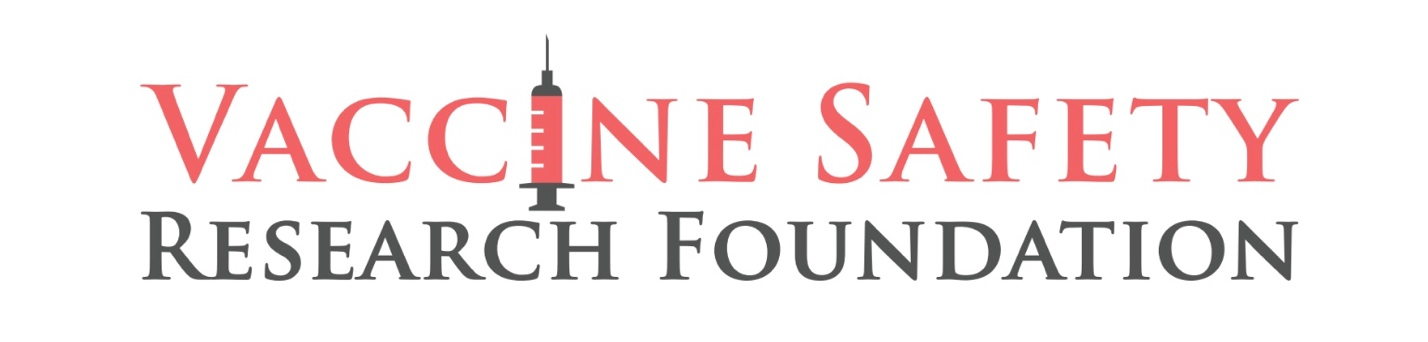 VACCINE SAFETY
RESEARCH FOUNDATION